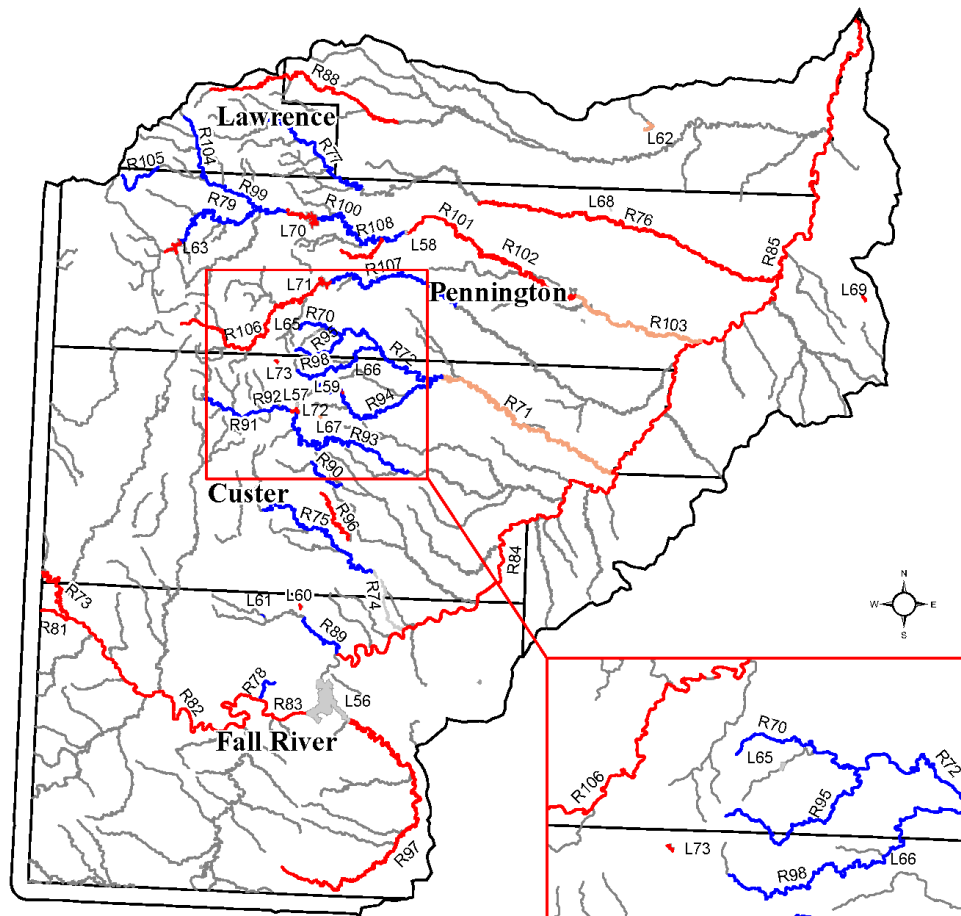 R88
Lawrence
R77
L62
R104
R105
R99
R79
R100
L70
R108
L63
R101
L58
L68
R76
R102
R85
L69
L71
R107
Pennington
R106
L65
R70
R95
R103
R72
R98
L73
L66
L59
R92
L57
R94
R71
R91
L72
L67
R93
R90
Custer
R75
R96
R84
R73
R74
R81
L61
L60
R89
N
W
E
S
R78
R82
R83
L56
Fall River
R97
R70
L65
R72
R106
R95
L73
L66
R98